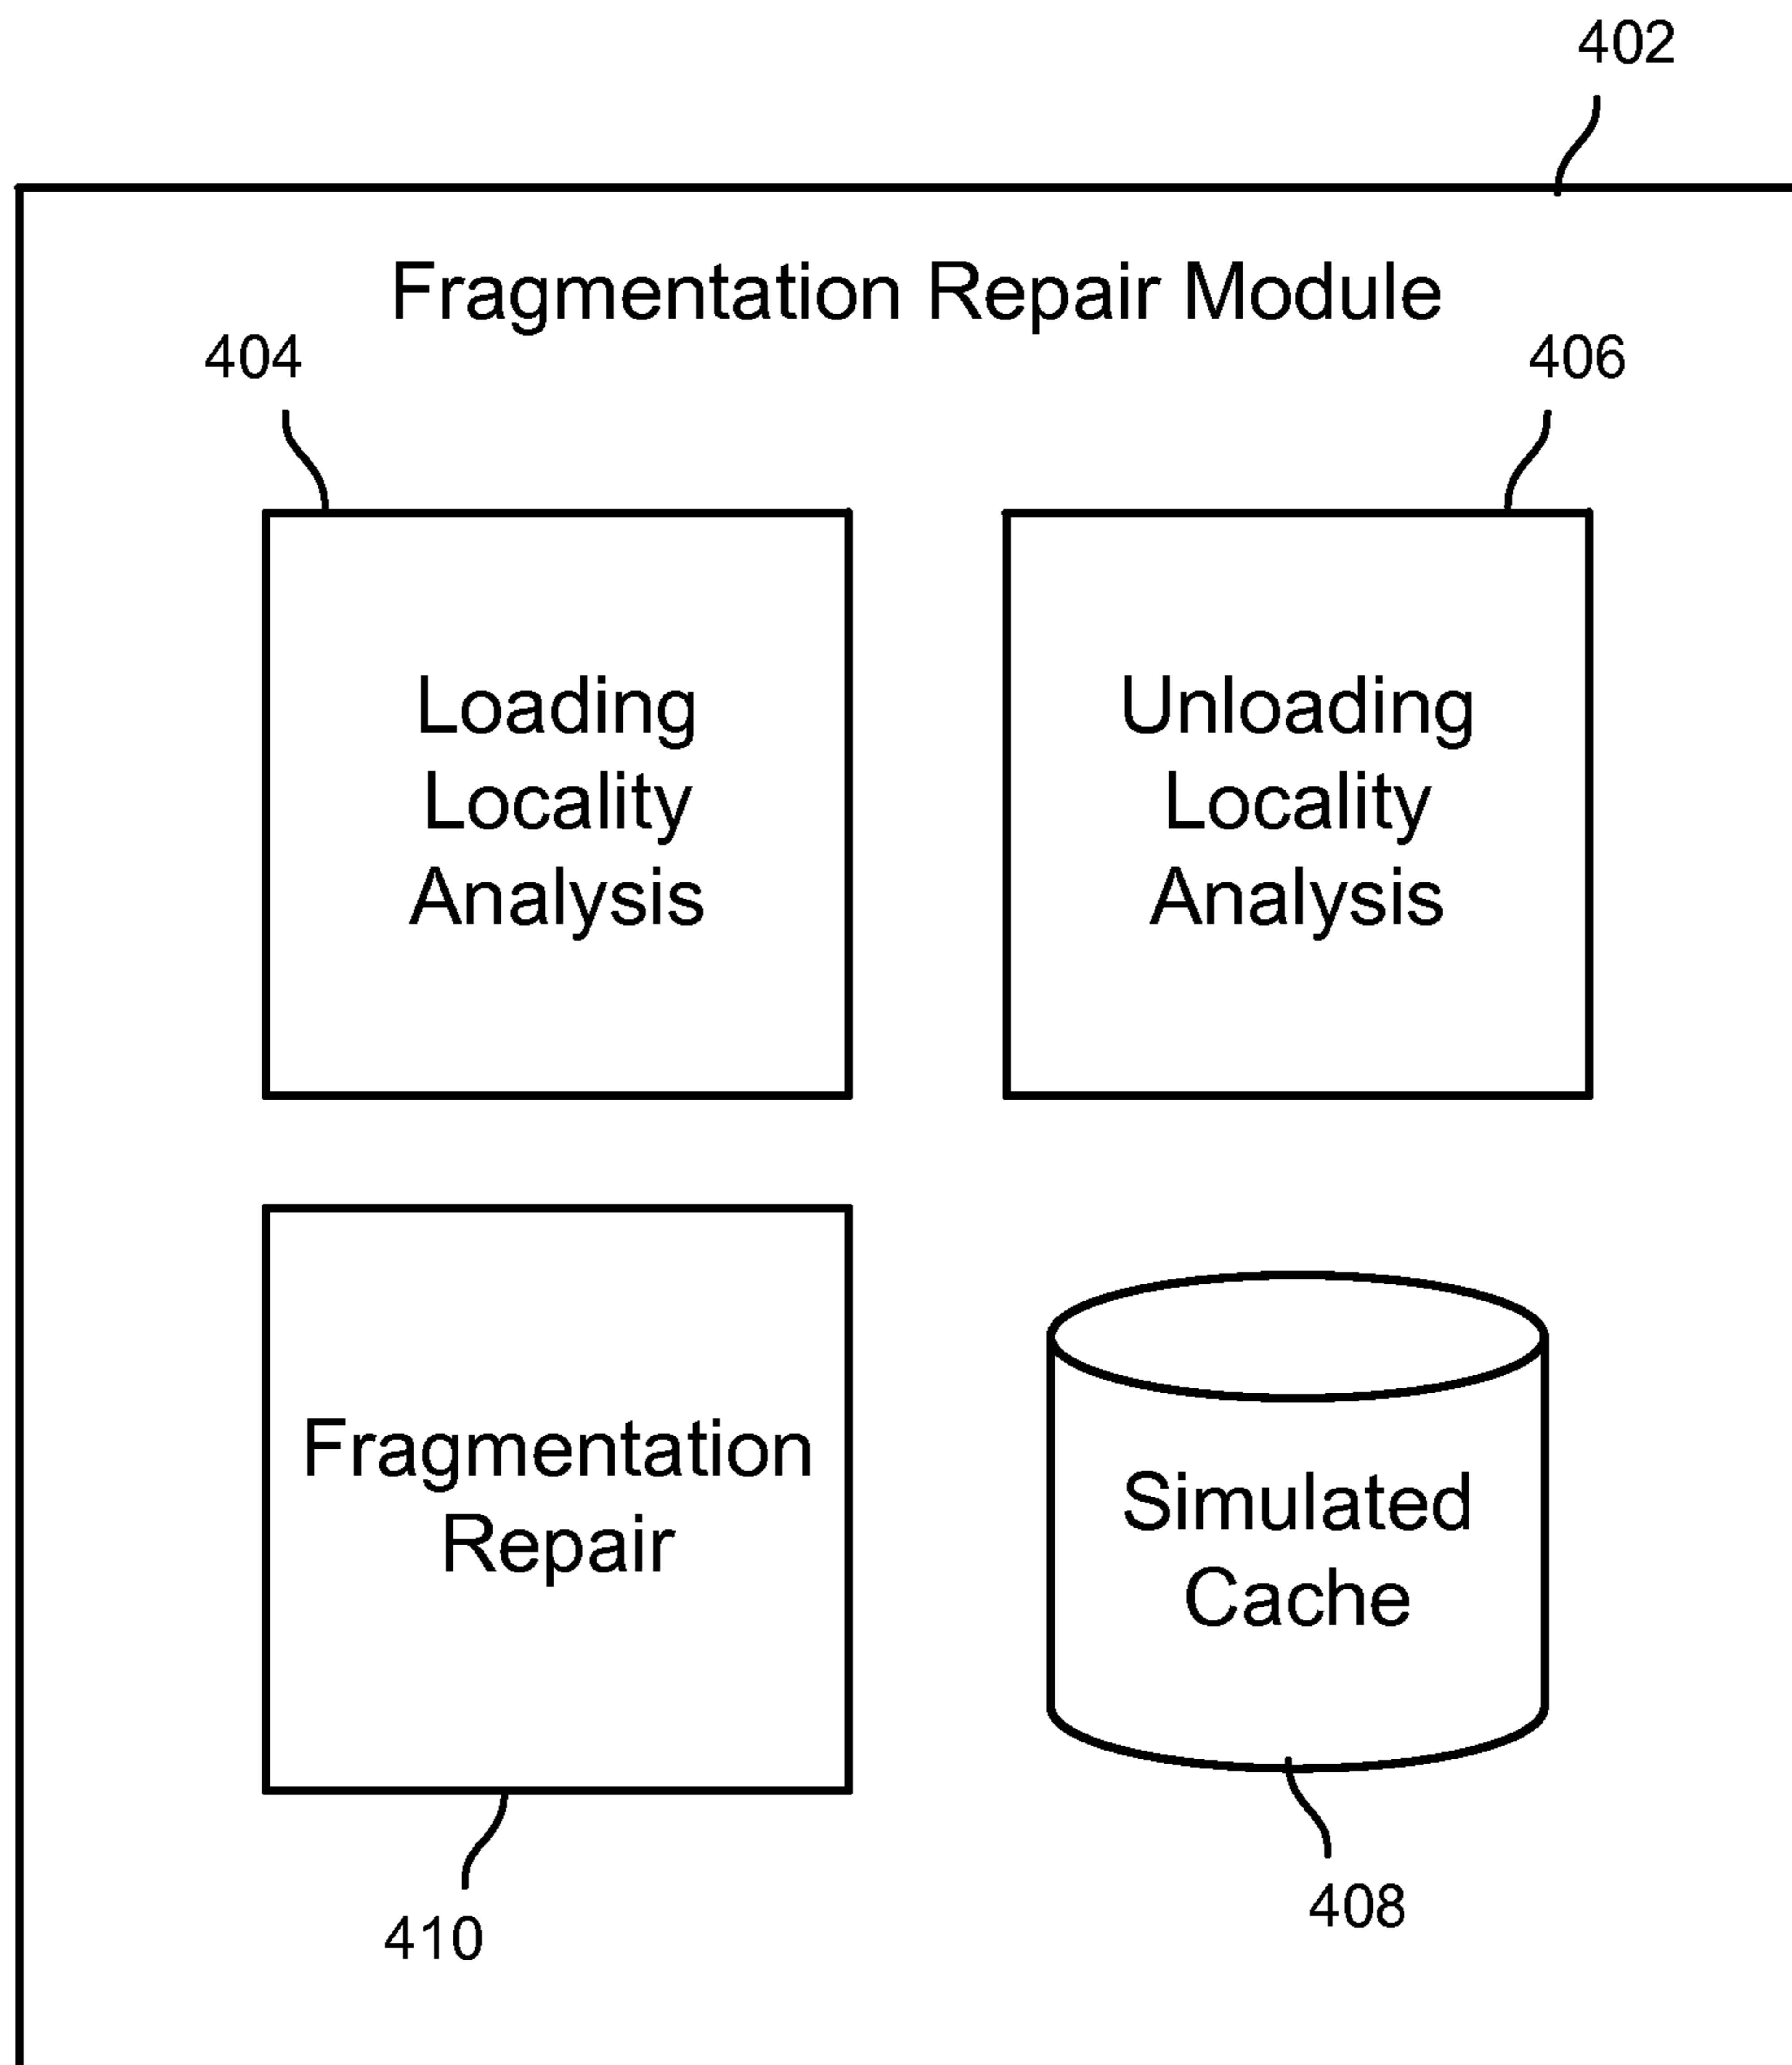 402
Fragmentation Repair Module
404
406
Loading
Locality
Analysis
Unloading
Locality
Analysis
Fragmentation
Repair
Simulated
Cache
410
408